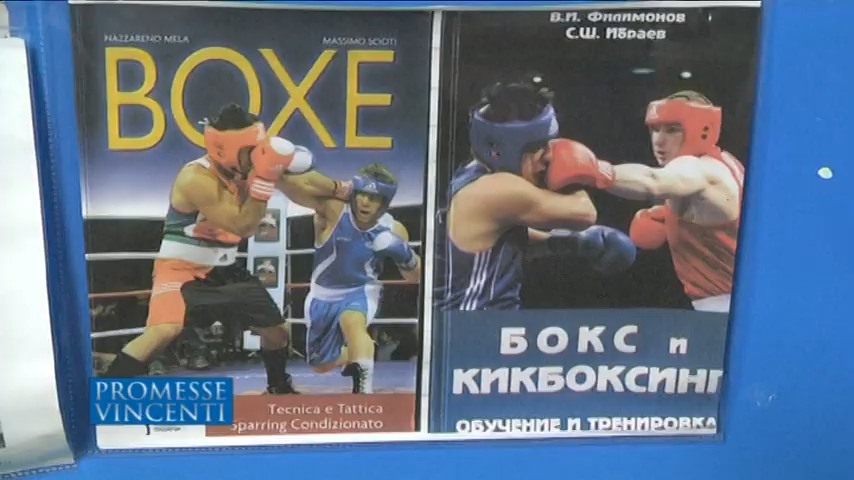 NAZZARENO MELA
MASSIMO SCIOTI
BOXE
Tecnica e Tattica
Sparring Condizionato
В.И. Филимонов
С.Ш. Ибраев
БОКС и
КИКБОКСИНГ
ОБУЧЕНИЕ И ТРЕНИРОВКА
PROMESSE
VINCENTI